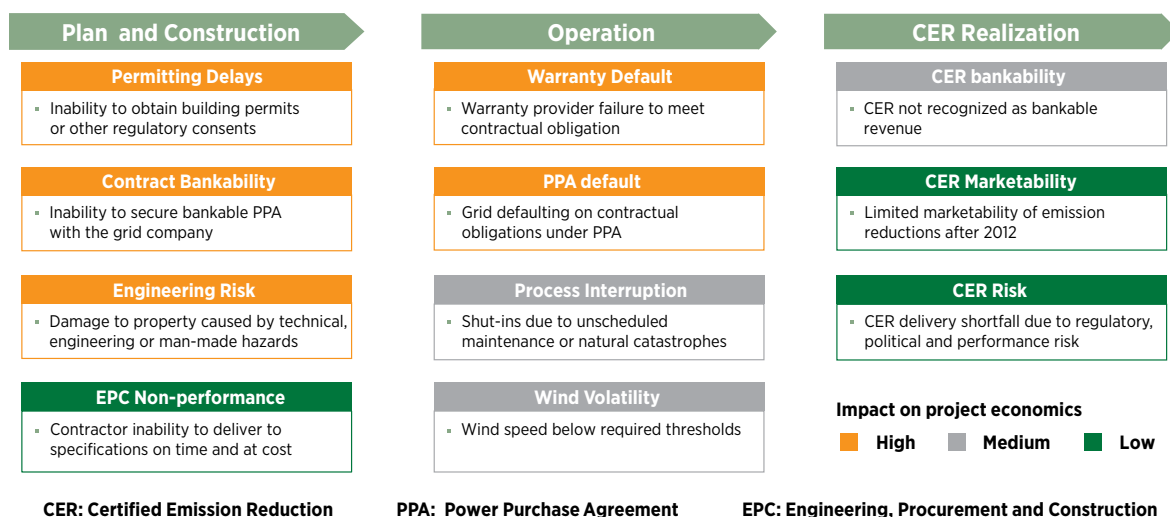 Plan and Construction
Permitting Delays
Inability to obtain building permits
or other regulatory consents
Contract Bankability
Inability to secure bankable PPA
with the grid company
Engineering Risk
Damage to property caused by technical,
engineering or man-made hazards
EPC Non-performance
Contractor inability to deliver to
specifications on time and at cost
Operation
Warranty Default
Warranty provider failure to meet
contractual obligation
PPA default
Grid defaulting on contractual
obligations under PPA
Process Interruption
Shut-ins due to unscheduled
maintenance or natural catastrophes
Wind Volatility
Wind speed below required thresholds
CER Realization
CER bankability
CER not recognized as bankable
revenue
CER Marketability
Limited marketability of emission
reductions after 2012
CER Risk
CER delivery shortfall due to regulatory,
political and performance risk
Impact on project economics
High Medium Low
CER: Certified Emission Reduction PPA: Power Purchase Agreement EPC: Engineering, Procurement and Construction